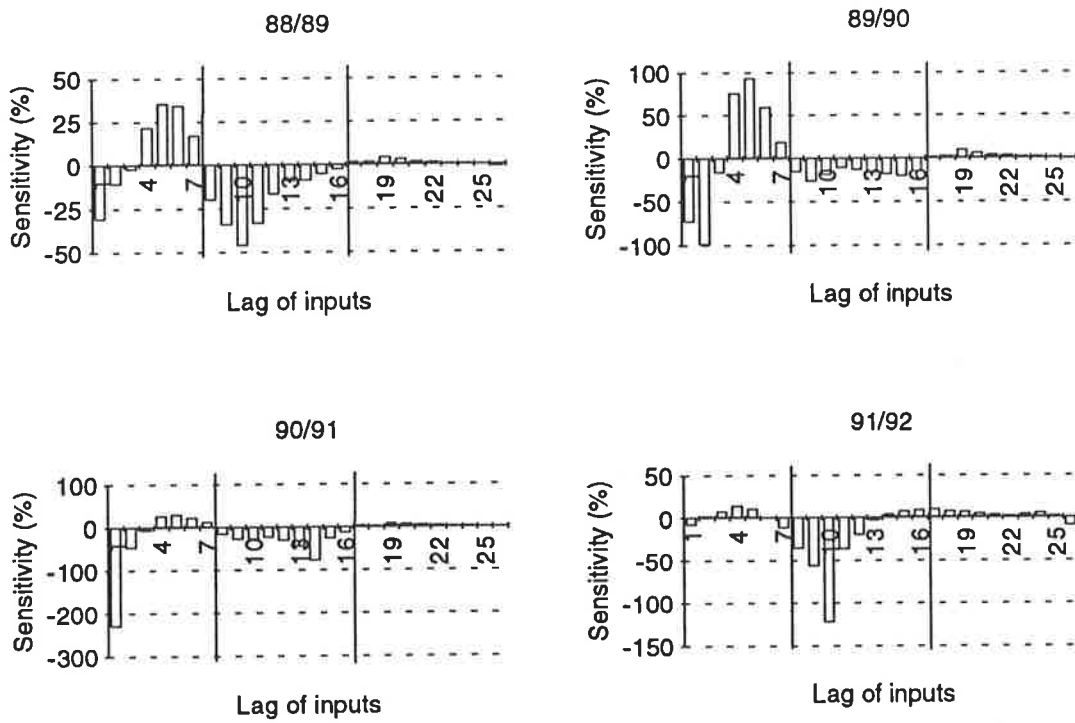 88/89
50
25
0
-25
-50
Sensitivity (%)
4 7 10 13 16 19 22 25
Lag of inputs
89/90
100
50
0
-50
-100
Sensitivity (%)
4 7 10 13 16 19 22 25
Lag of inputs
90/91
100
0
-100
-200
-300
Sensitivity (%)
4 7 10 13 16 19 22 25
Lag of inputs
91/92
50
0
-50
-100
-150
Sensitivity (%)
1 4 7 10 13 16 19 22 25
Lag of inputs